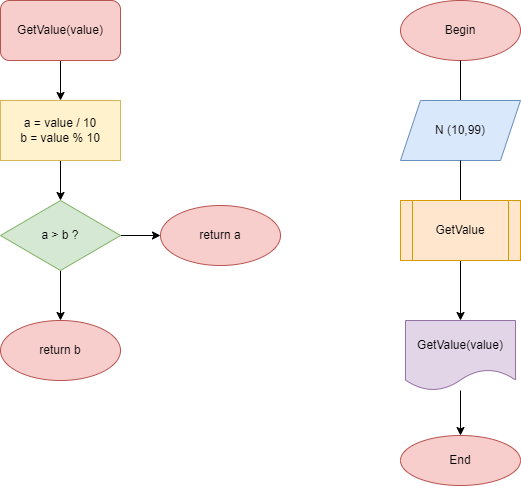 GetValue(value)
a = value / 10
b = value % 10
a > b ?
return a
return b
Begin
N (10,99)
GetValue
GetValue(value)
End